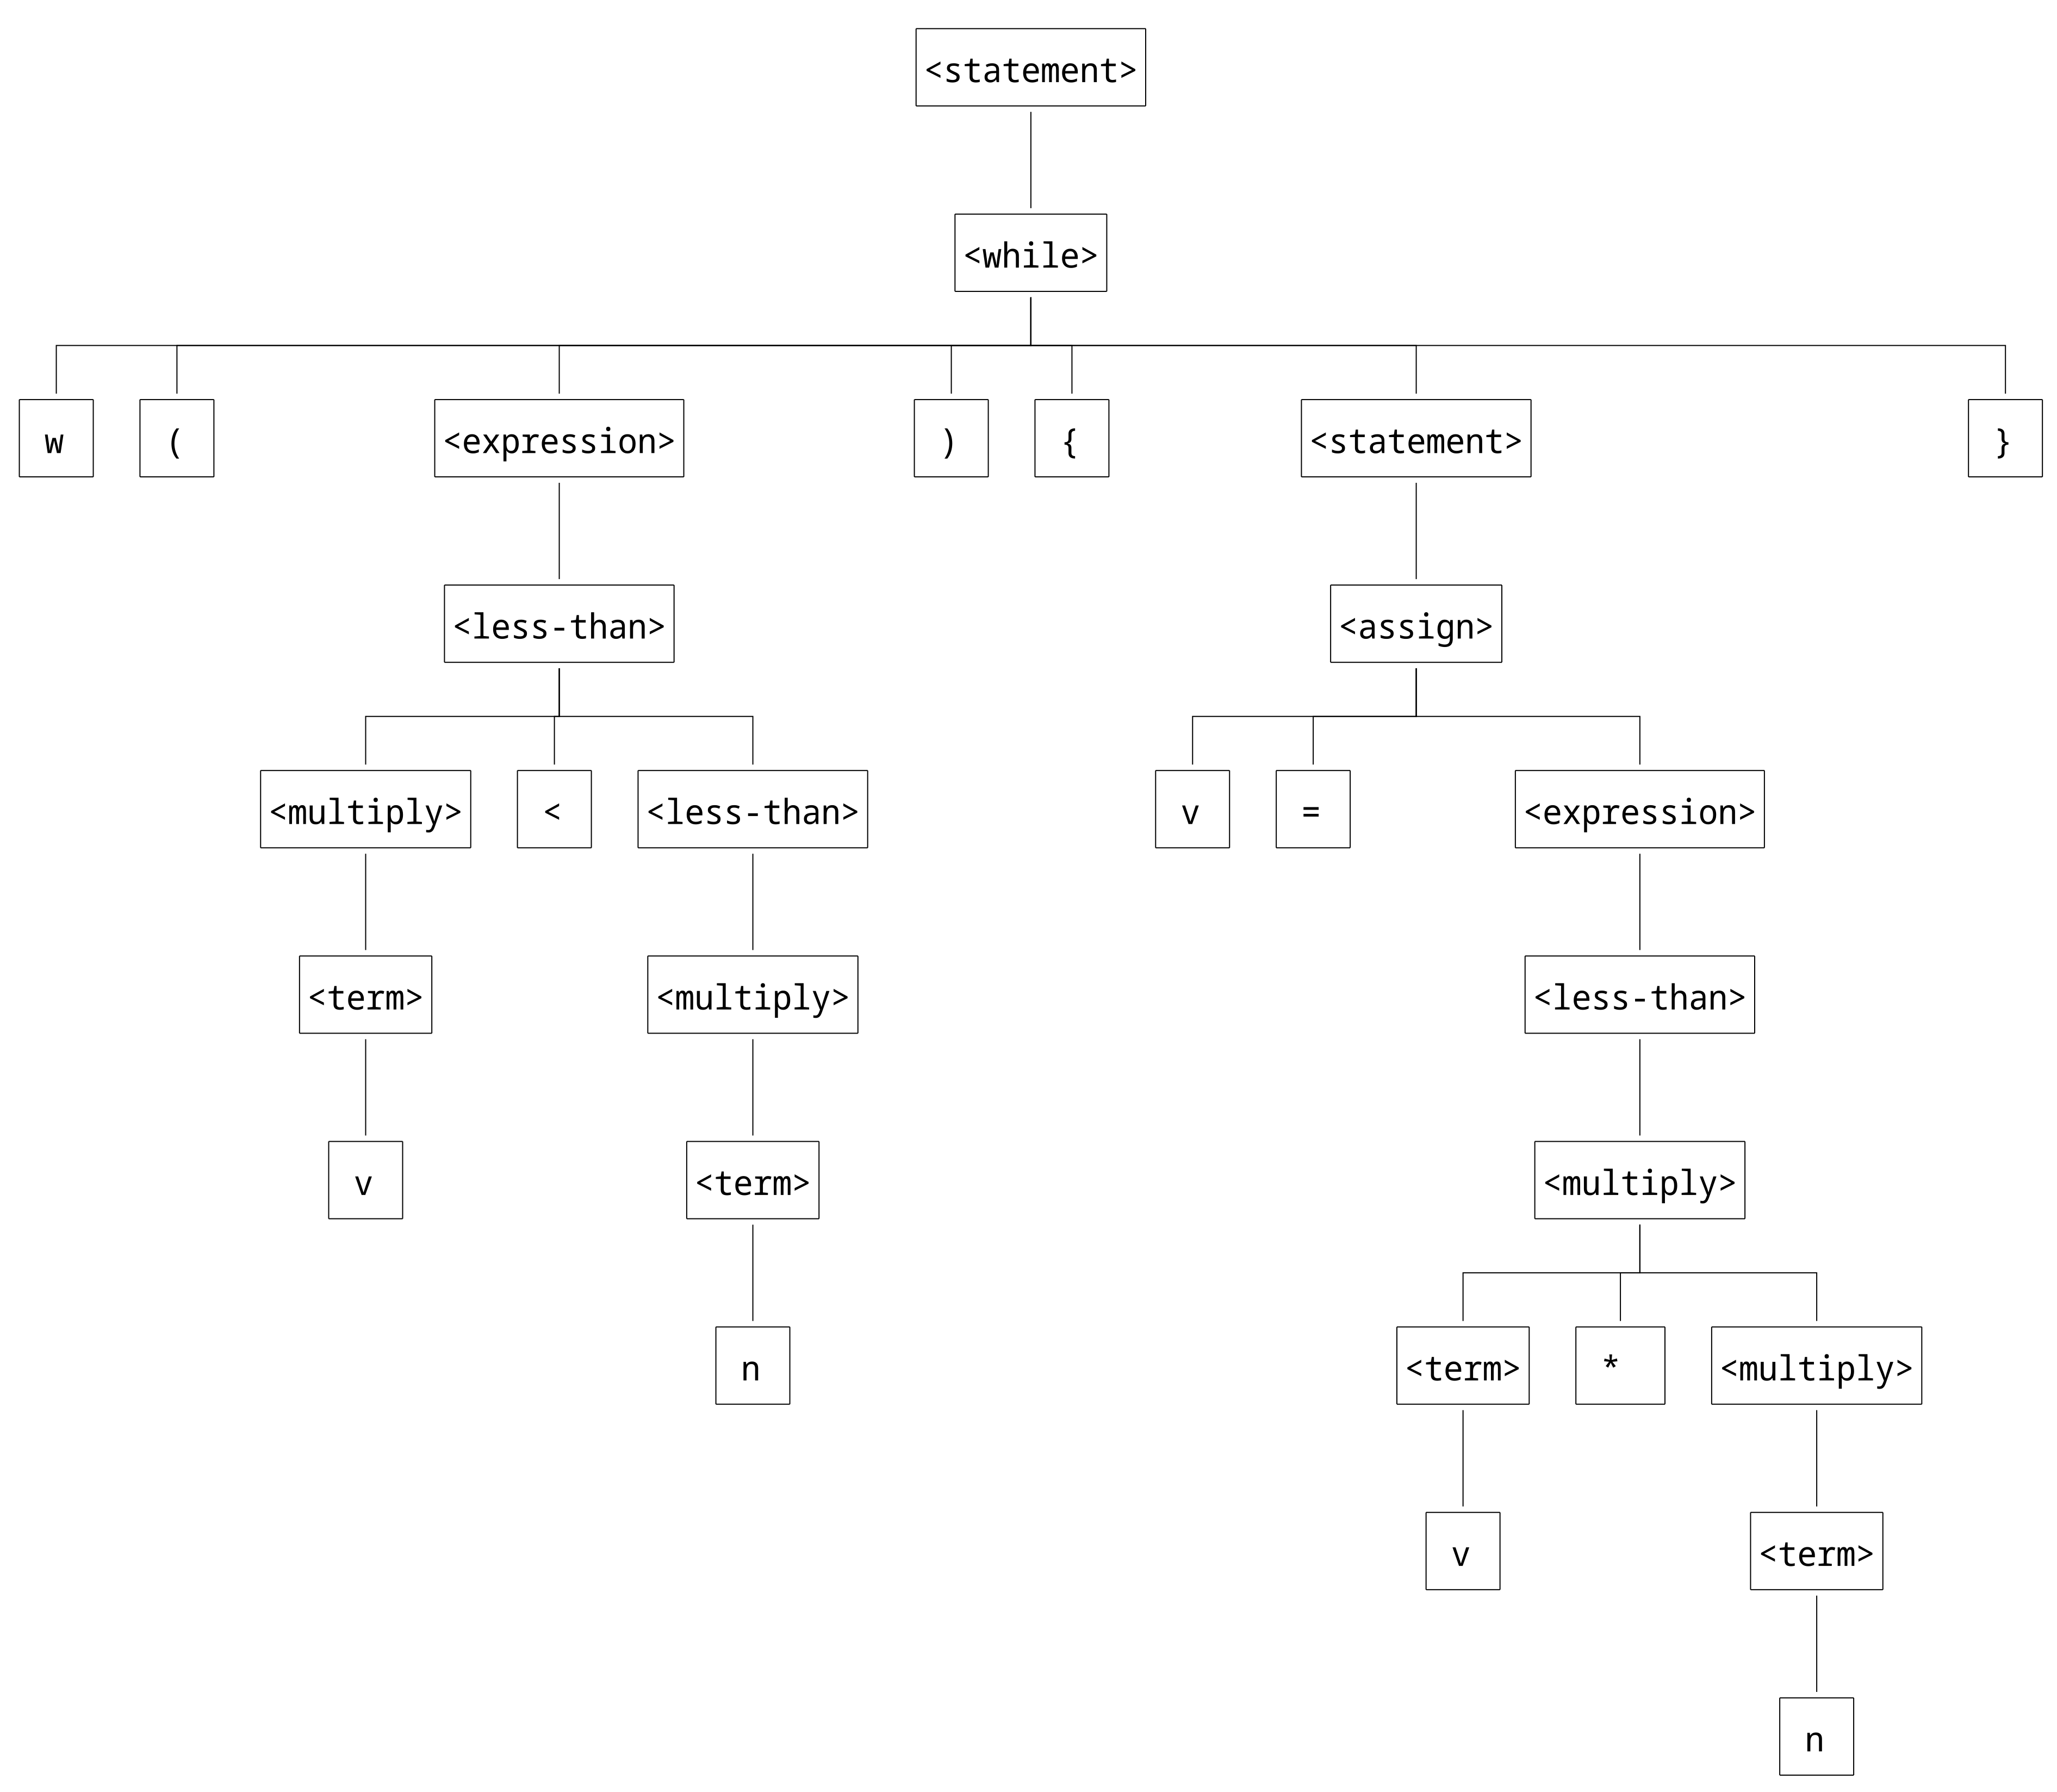 <statement>
<while>
w ( <expression> ) { <statement> }
<less-than> <assign>
<multiply> < <less-than> v = <expression>
<term> <multiply> <less-than>
v <term> <multiply>
n <term> * <multiply>
v <term>
n